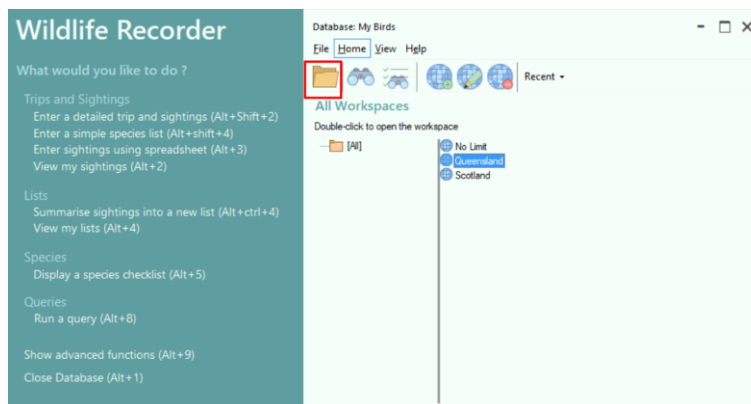 Wildlife Recorder
What would you like to do ?
Trips and Sightings
Enter a detailed trip and sightings (Alt+Shift+2)
Enter a simple species list (Alt+shift+4)
Enter sightings using spreadsheet (Alt+3)
View my sightings (Alt+2)
Lists
Summarise sightings into a new list (Alt+ctrl+4)
View my lists (Alt+4)
Species
Display a species checklist (Alt+5)
Queries
Run a query (Alt+8)
Show advanced functions (Alt+9)
Close Database (Alt+1)
Database: My Birds
File Home View Help
Recent
All Workspaces
Double-click to open the workspace
[All]
No Limit
Queensland
Scotland